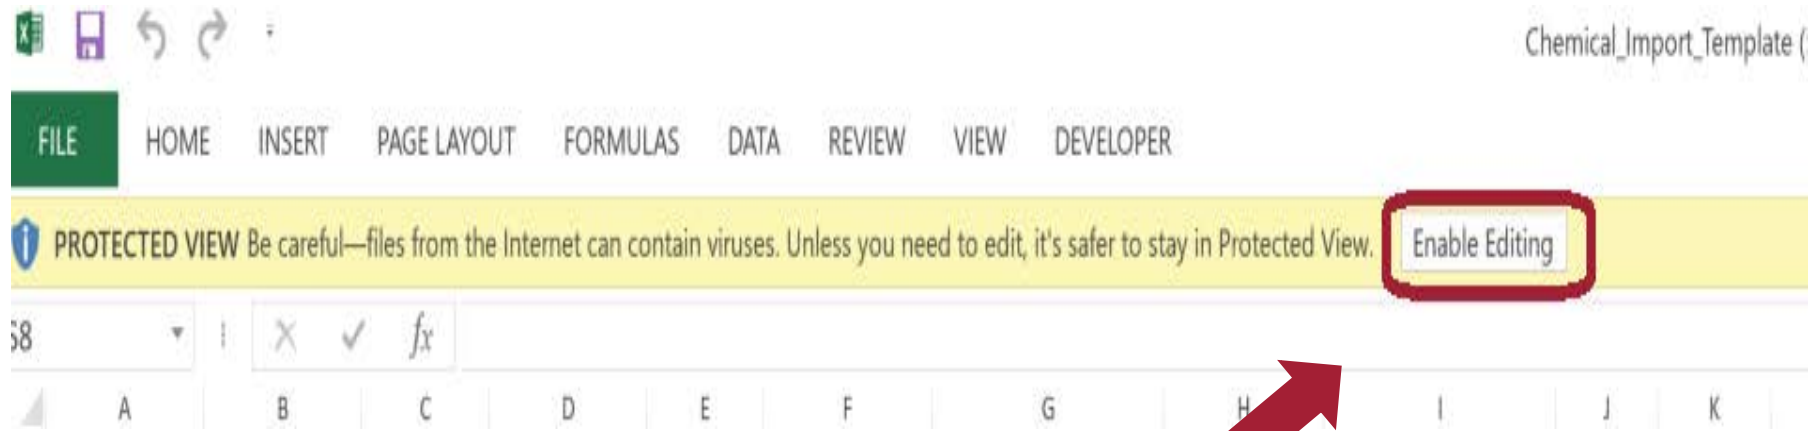 Chemical_Import_Template (
FILE HOME INSERT PAGE LAYOUT FORMULAS DATA REVIEW VIEW DEVELOPER
PROTECTED VIEW Be careful—files from the Internet can contain viruses. Unless you need to edit, it's safer to stay in Protected View. Enable Editing
8 fx
A B C D E F G H I J K